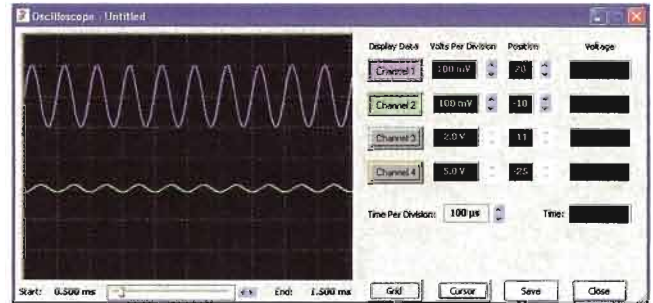 Oscilloscope - Untitled
Display Data Volts Per Division Position Voltage
Channel 1 100 mV 20
Channel 2 100 mV -10
Channel 3 2.0 V -11
Channel 4 5.0 V -25
Time Per Division: 100 µs Time:
Start: 0.500 ms End: 1.500 ms Grid Cursor Save Close